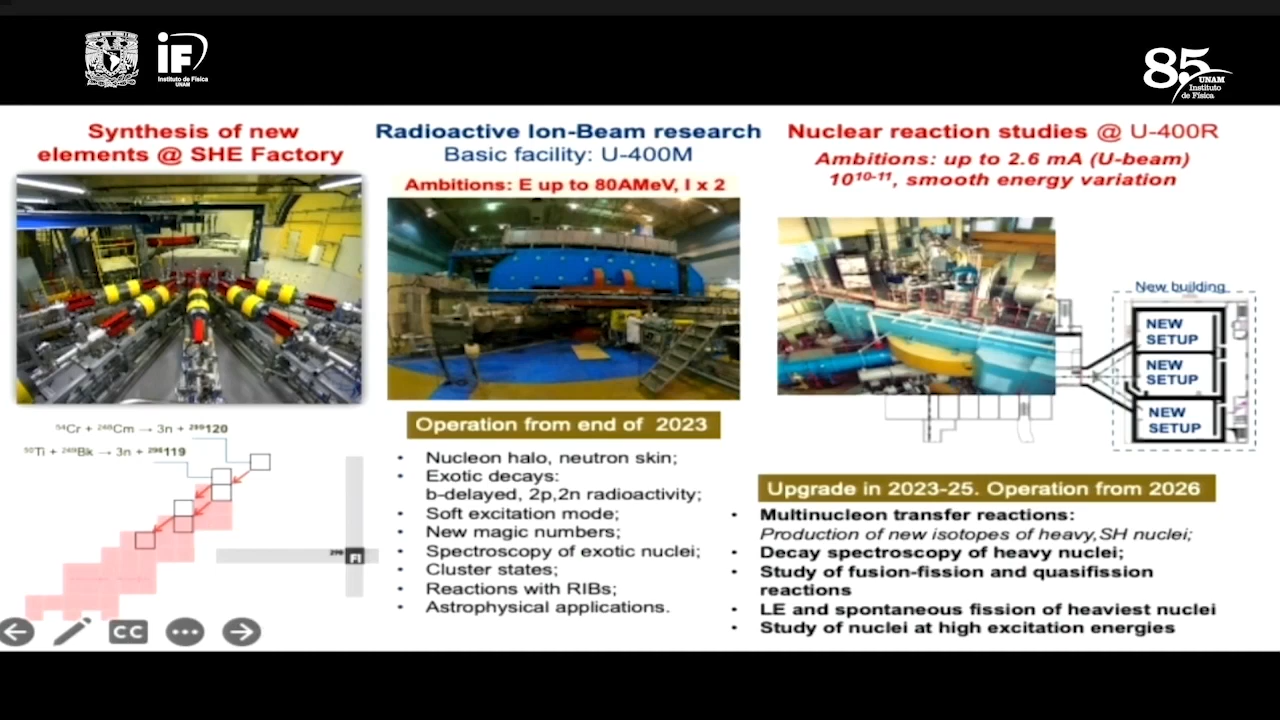 iF
Instituto de Física
UNAM
85
UNAM
Instituto
de Física
Synthesis of new
elements @ SHE Factory
⁵⁴Cr + ²⁴⁸Cm → 3n + ²⁹⁹120
⁵⁰Ti + ²⁴⁹Bk → 3n + ²⁹⁶119
298
Fl
CC
Radioactive Ion-Beam research
Basic facility: U-400M
Ambitions: E up to 80AMeV, I x 2
Operation from end of 2023
• Nucleon halo, neutron skin;
• Exotic decays:
b-delayed, 2p,2n radioactivity;
• Soft excitation mode;
• New magic numbers;
• Spectroscopy of exotic nuclei;
• Cluster states;
• Reactions with RIBs;
• Astrophysical applications.
Nuclear reaction studies @ U-400R
Ambitions: up to 2.6 mA (U-beam)
10¹⁰⁻¹¹, smooth energy variation
New building
NEW
SETUP
NEW
SETUP
NEW
SETUP
Upgrade in 2023-25. Operation from 2026
• Multinucleon transfer reactions:
Production of new isotopes of heavy,SH nuclei;
• Decay spectroscopy of heavy nuclei;
• Study of fusion-fission and quasifission
reactions
• LE and spontaneous fission of heaviest nuclei
• Study of nuclei at high excitation energies